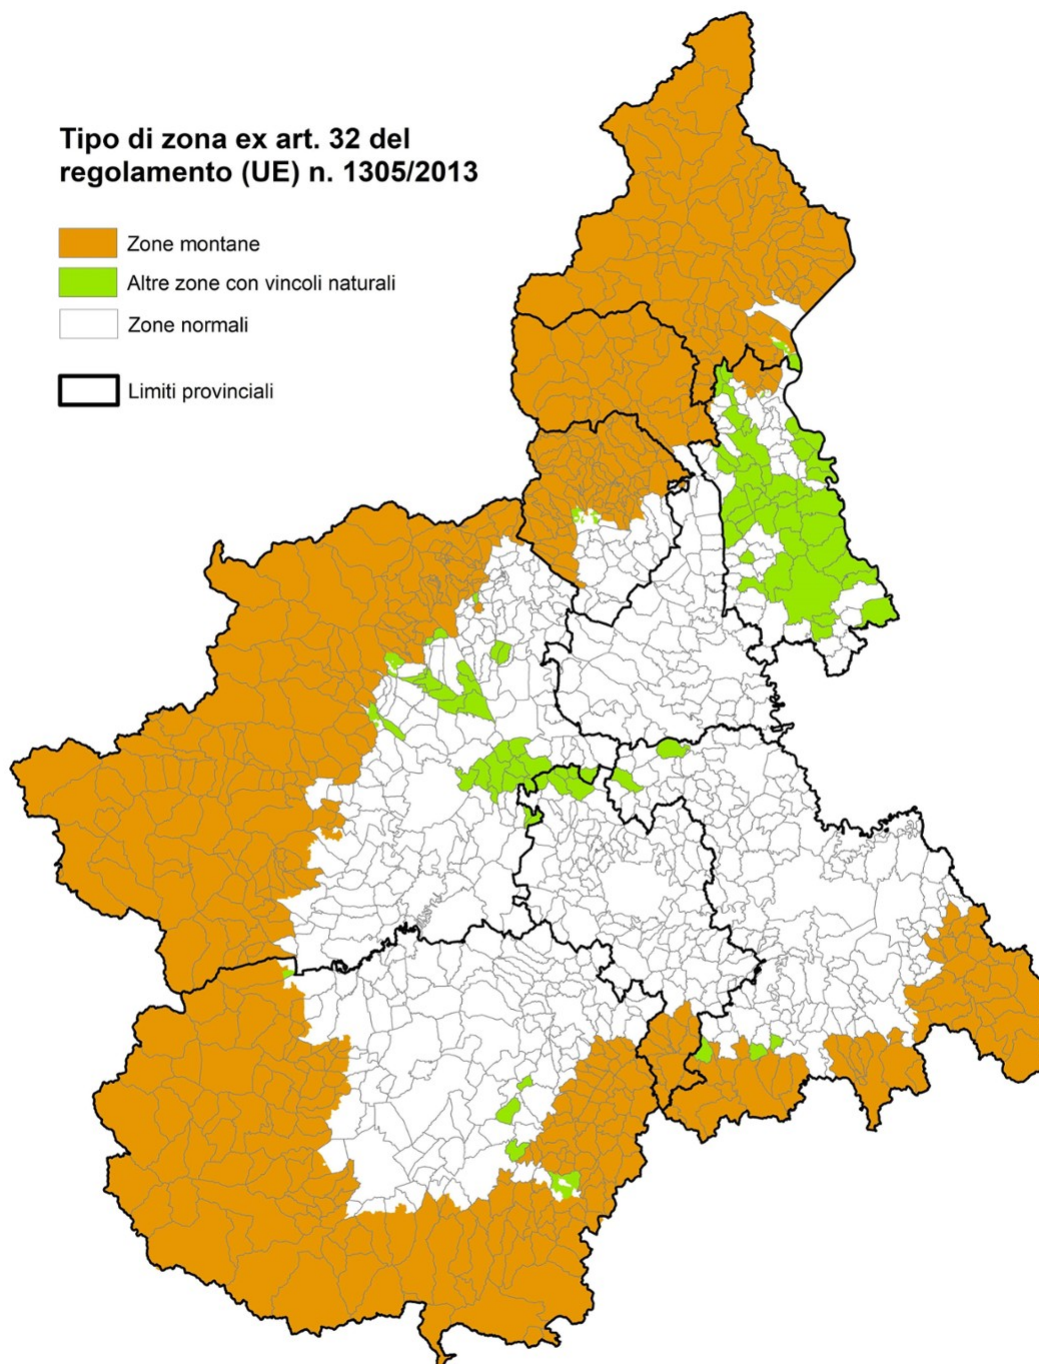 Tipo di zona ex art. 32 del
regolamento (UE) n. 1305/2013
Zone montane
Altre zone con vincoli naturali
Zone normali
Limiti provinciali